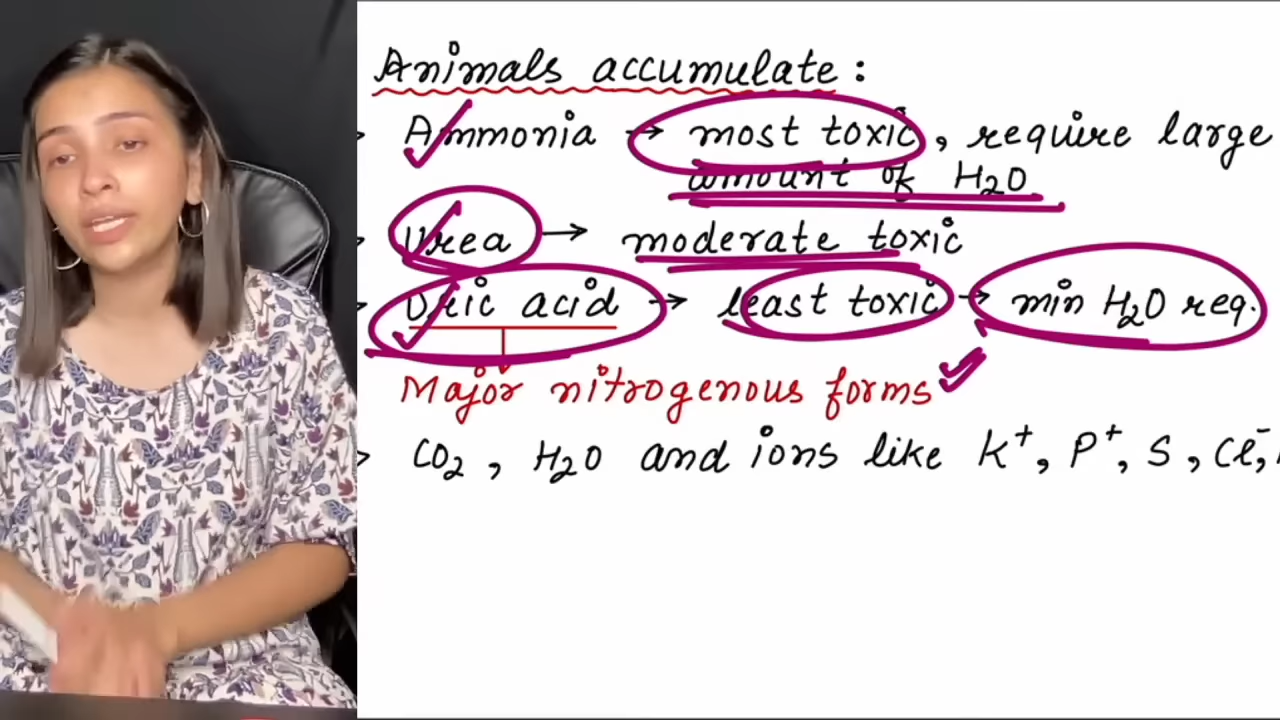 Animals accumulate :
Ammonia → most toxic, require large
amount of H2O
Urea → moderate toxic
Uric acid → least toxic → min H2O req.
Major nitrogenous forms
CO2, H2O and ions like K+, P+, S, Cl-,